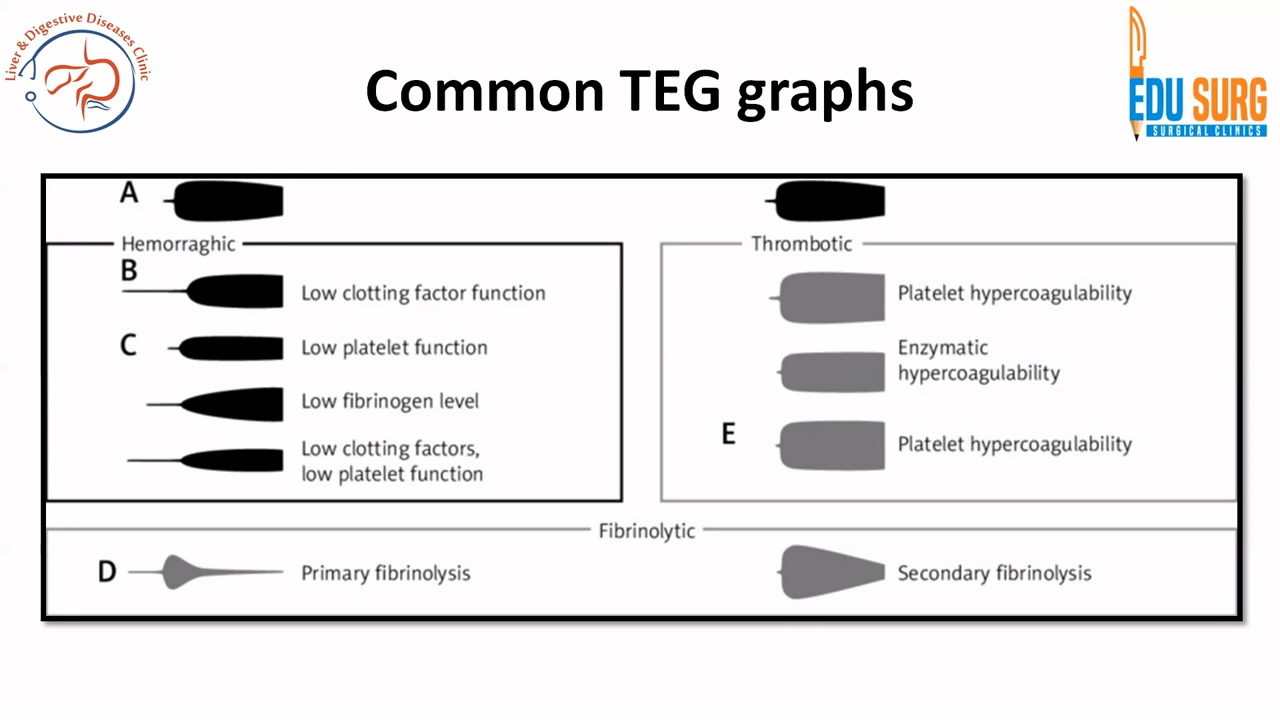 Liver & Digestive Diseases Clinic
Common TEG graphs
EDU SURG
SURGICAL CLINICS
A
Hemorraghic
B
Low clotting factor function
C
Low platelet function
Low fibrinogen level
Low clotting factors,
low platelet function
Thrombotic
Platelet hypercoagulability
Enzymatic
hypercoagulability
E
Platelet hypercoagulability
Fibrinolytic
D
Primary fibrinolysis
Secondary fibrinolysis